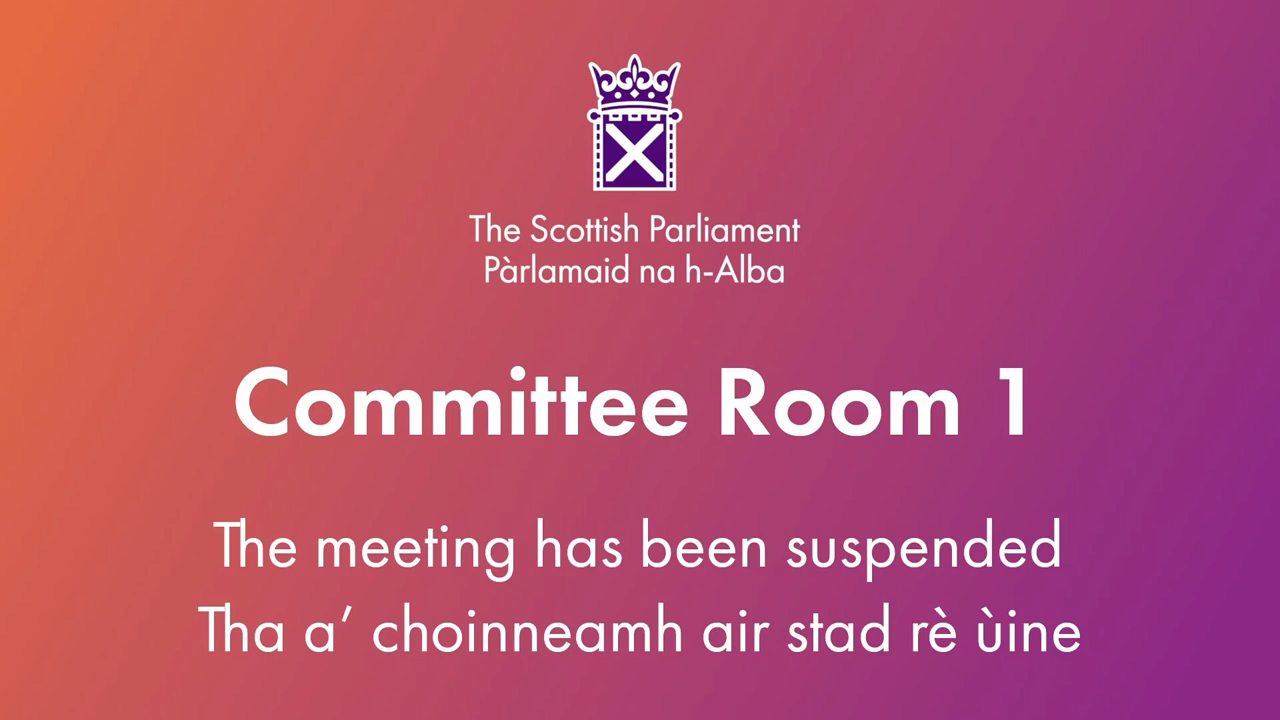 The Scottish Parliament
Pàrlamaid na h-Alba
Committee Room 1
The meeting has been suspended
Tha a’ choinneamh air stad rè ùine